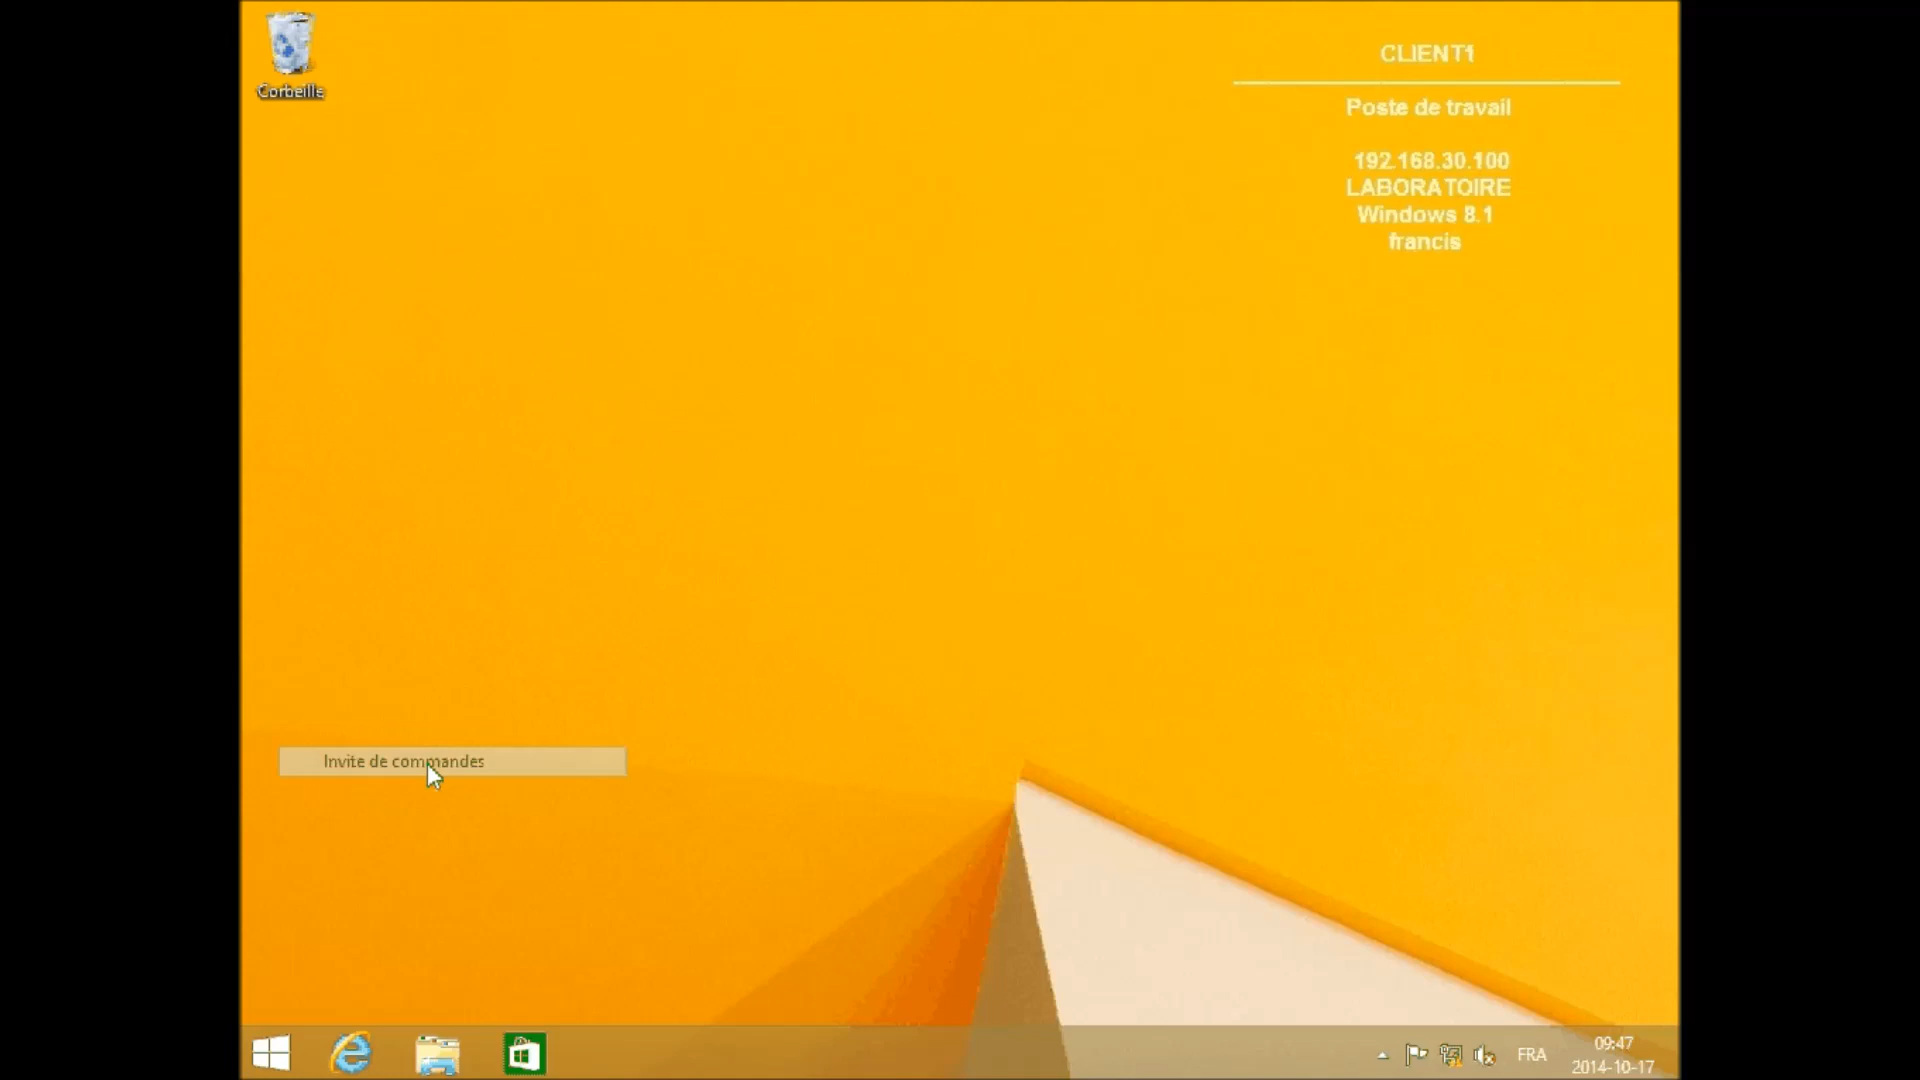 Corbeille
CLIENT1
Poste de travail
192.168.30.100
LABORATOIRE
Windows 8.1
francis
Invite de commandes
FRA
09:47
2014-10-17